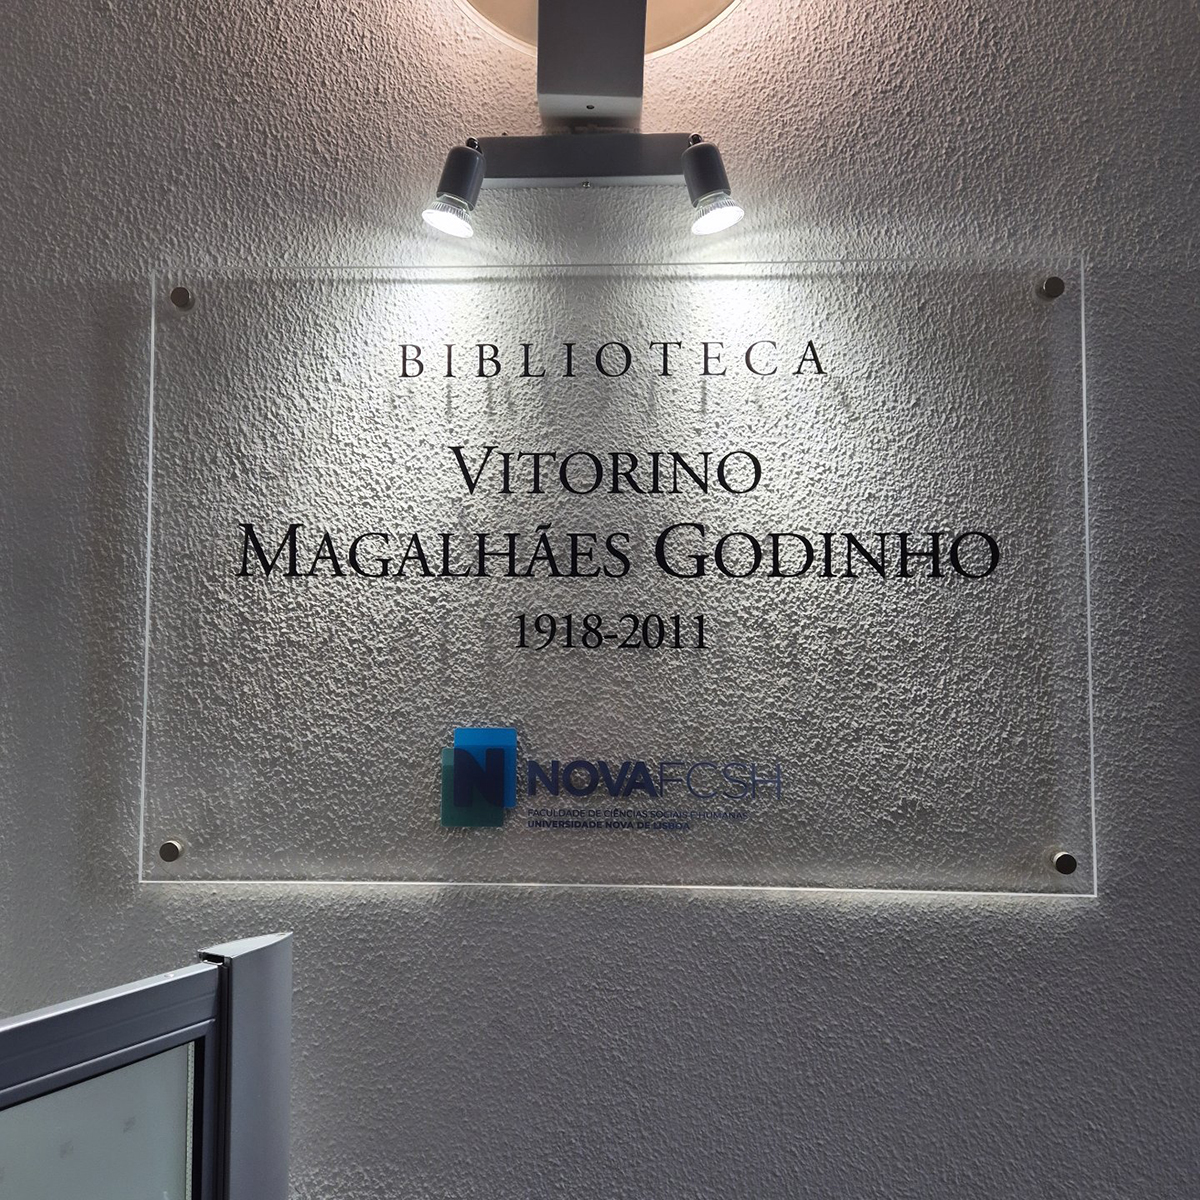 BIBLIOTECA
VITORINO
MAGALHÃES GODINHO
1918-2011
N NOVAFCSH
FACULDADE DE CIÊNCIAS SOCIAIS E HUMANAS
UNIVERSIDADE NOVA DE LISBOA